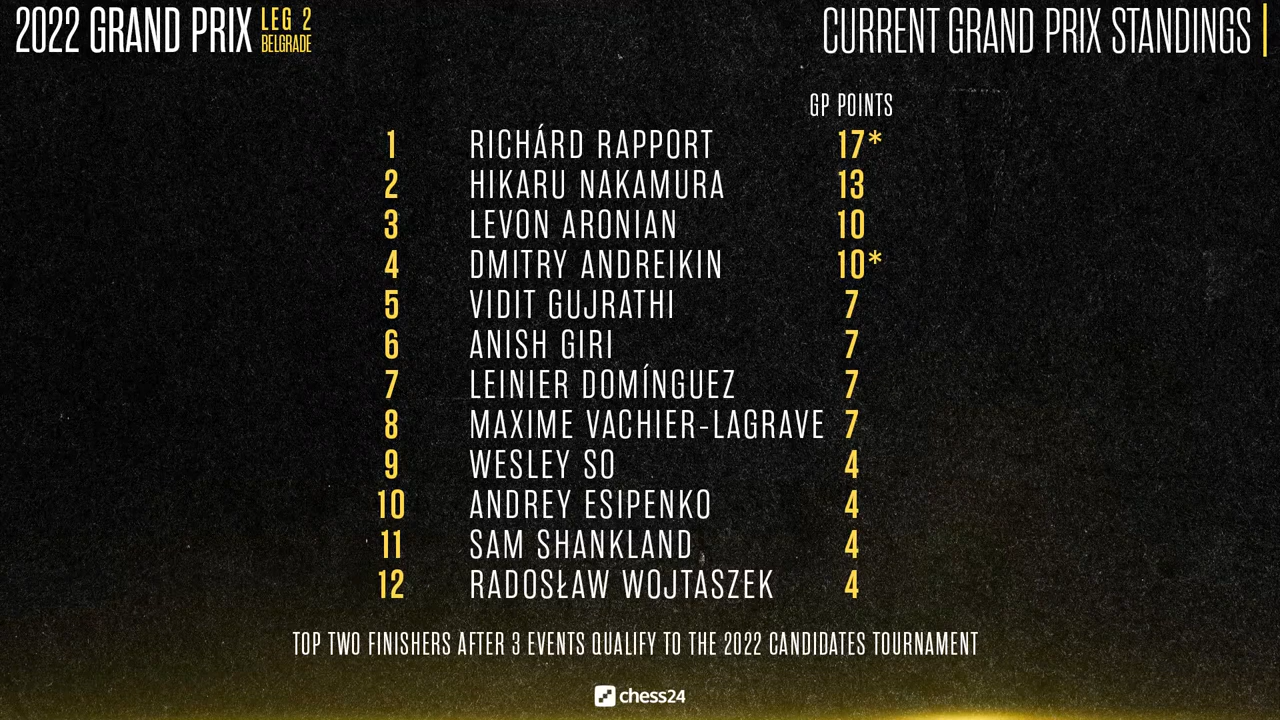 2022 GRAND PRIX LEG 2 BELGRADE
CURRENT GRAND PRIX STANDINGS
GP POINTS
1 RICHÁRD RAPPORT 17*
2 HIKARU NAKAMURA 13
3 LEVON ARONIAN 10
4 DMITRY ANDREIKIN 10*
5 VIDIT GUJRATHI 7
6 ANISH GIRI 7
7 LEINIER DOMÍNGUEZ 7
8 MAXIME VACHIER-LAGRAVE 7
9 WESLEY SO 4
10 ANDREY ESIPENKO 4
11 SAM SHANKLAND 4
12 RADOSŁAW WOJTASZEK 4
TOP TWO FINISHERS AFTER 3 EVENTS QUALIFY TO THE 2022 CANDIDATES TOURNAMENT
chess24